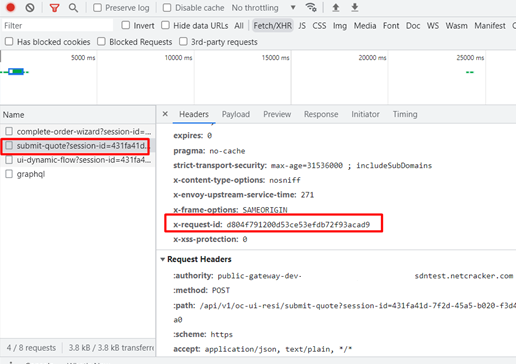 Preserve log Disable cache No throttling
Filter Invert Hide data URLs All Fetch/XHR JS CSS Img Media Font Doc WS Wasm Manifest
Has blocked cookies Blocked Requests 3rd-party requests
5000 ms 10000 ms 15000 ms 20000 ms 25000 ms
Name
Headers Payload Preview Response Initiator Timing
complete-order-wizard?session-id=...
submit-quote?session-id=431fa41d...
ui-dynamic-flow?session-id=431fa4...
graphql
expires: 0
pragma: no-cache
strict-transport-security: max-age=31536000 ; includeSubDomains
x-content-type-options: nosniff
x-envoy-upstream-service-time: 271
x-frame-options: SAMEORIGIN
x-request-id: d804f791200d53ce53efdb72f93acad9
x-xss-protection: 0
Request Headers
:authority: public-gateway-dev- sdntest.netcracker.com
:method: POST
:path: /api/v1/oc-ui-resi/submit-quote?session-id=431fa41d-7f2d-45a5-b020-f3d4
a0
:scheme: https
accept: application/json, text/plain, */*
4 / 8 requests 3.8 kB / 3.8 kB transferre